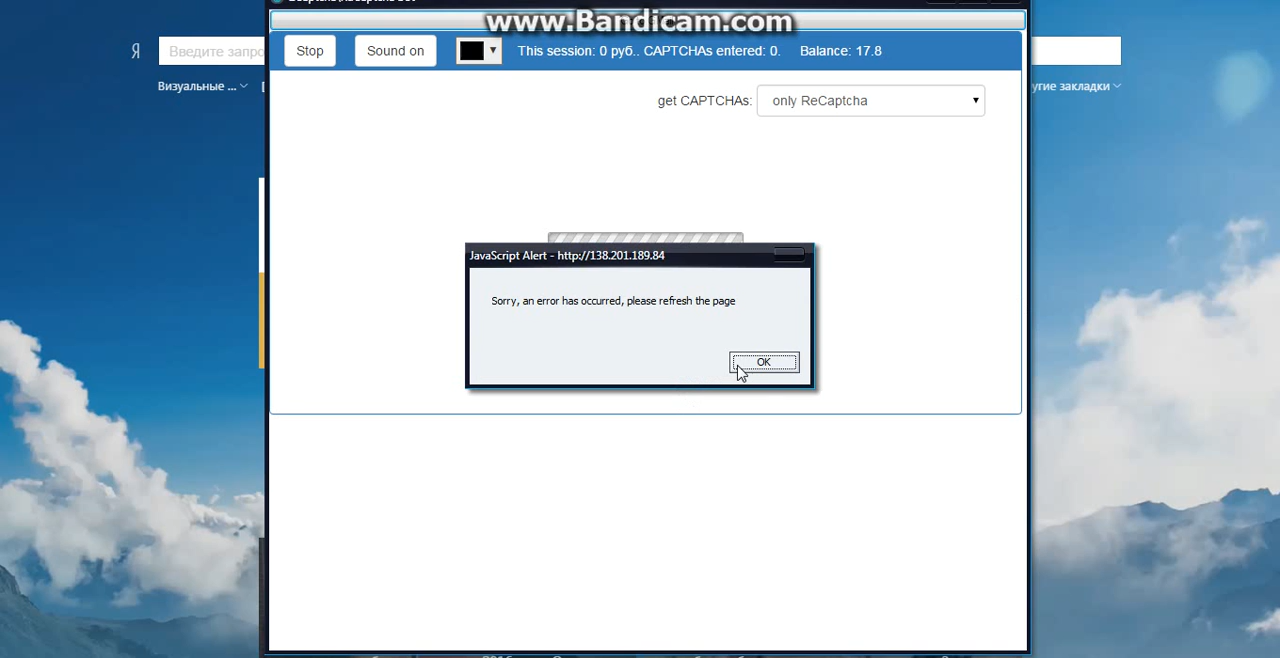 www.Bandicam.com
Я
Введите запро
Stop
Sound on
This session: 0 руб.. CAPTCHAs entered: 0.
Balance: 17.8
Визуальные ...
угие закладки
get CAPTCHAs:
only ReCaptcha
JavaScript Alert - http://138.201.189.84
Sorry, an error has occurred, please refresh the page
OK